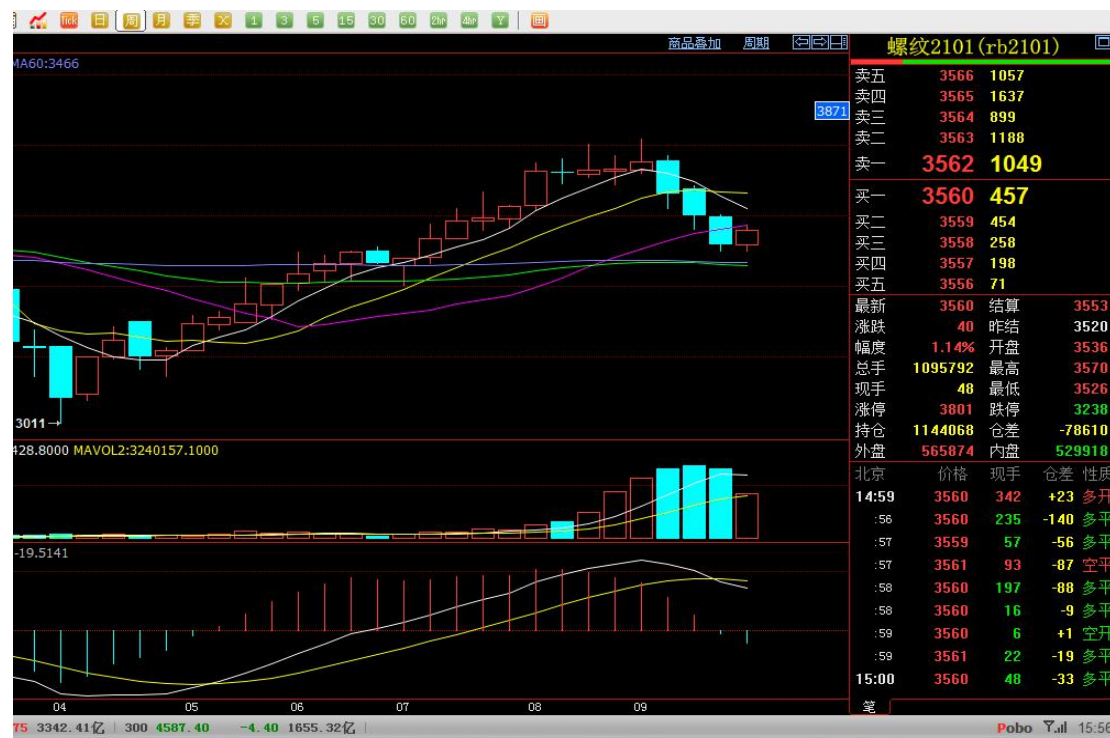 Tick 日 周 月 季 X 1 3 5 15 30 60 2hr 4hr Y 画
商品叠加 周期
MA60:3466
3871
3011→
428.8000 MAVOL2:3240157.1000
-19.5141
04 05 06 07 08 09
螺纹2101(rb2101)
卖五 3566 1057
卖四 3565 1637
卖三 3564 899
卖二 3563 1188
卖一 3562 1049
买一 3560 457
买二 3559 454
买三 3558 258
买四 3557 198
买五 3556 71
最新 3560 结算 3553
涨跌 40 昨结 3520
幅度 1.14% 开盘 3536
总手 1095792 最高 3570
现手 48 最低 3526
涨停 3801 跌停 3238
持仓 1144068 仓差 -78610
外盘 565874 内盘 529918
北京 价格 现手 仓差 性质
14:59 3560 342 +23 多开
:56 3560 235 -140 多平
:57 3559 57 -56 多平
:57 3561 93 -87 空平
:58 3560 197 -88 多平
:58 3560 16 -9 多平
:59 3560 6 +1 空开
:59 3561 22 -19 多平
15:00 3560 48 -33 多平
笔
75 3342.41亿 300 4587.40 -4.40 1655.32亿
Pobo 15:56